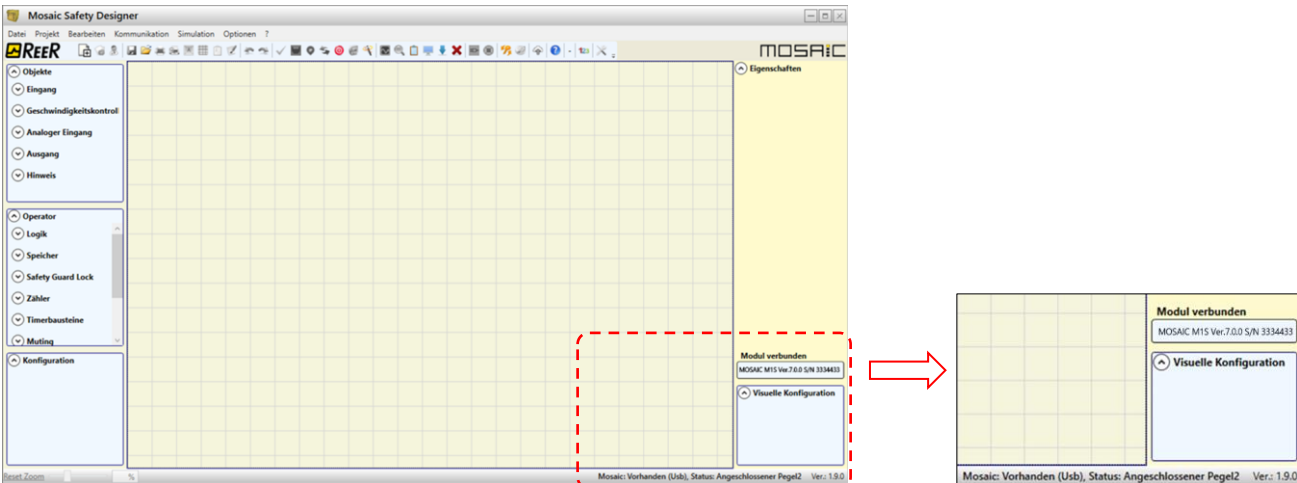 Mosaic Safety Designer
Datei Projekt Bearbeiten Kommunikation Simulation Optionen ?
REER
MOSAIC
Objekte
Eingang
Geschwindigkeitskontroll
Analoger Eingang
Ausgang
Hinweis
Operator
Logik
Speicher
Safety Guard Lock
Zähler
Timerbausteine
Muting
Konfiguration
Eigenschaften
Modul verbunden
MOSAIC M1S Ver.7.0.0 S/N 3334433
Visuelle Konfiguration
Reset Zoom %
Mosaic: Vorhanden (Usb), Status: Angeschlossener Pegel2 Ver.: 1.9.0
Modul verbunden
MOSAIC M1S Ver.7.0.0 S/N 3334433
Visuelle Konfiguration
Mosaic: Vorhanden (Usb), Status: Angeschlossener Pegel2 Ver.: 1.9.0